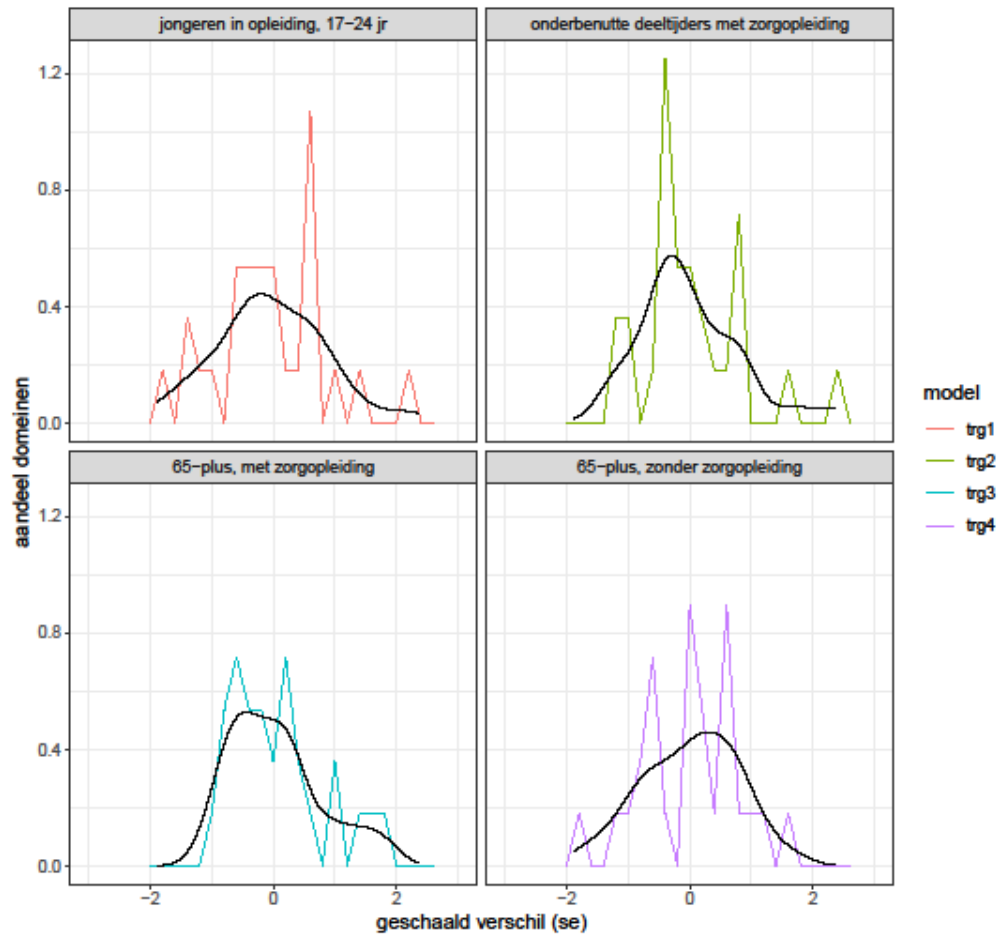 jongeren in opleiding, 17−24 jr
onderbenutte deeltijders met zorgopleiding
1.2
0.8
0.4
0.0
65−plus, met zorgopleiding
65−plus, zonder zorgopleiding
1.2
0.8
0.4
0.0
−2
0
2
−2
0
2
aandeel domeinen
geschaald verschil (se)
model
trg1
trg2
trg3
trg4